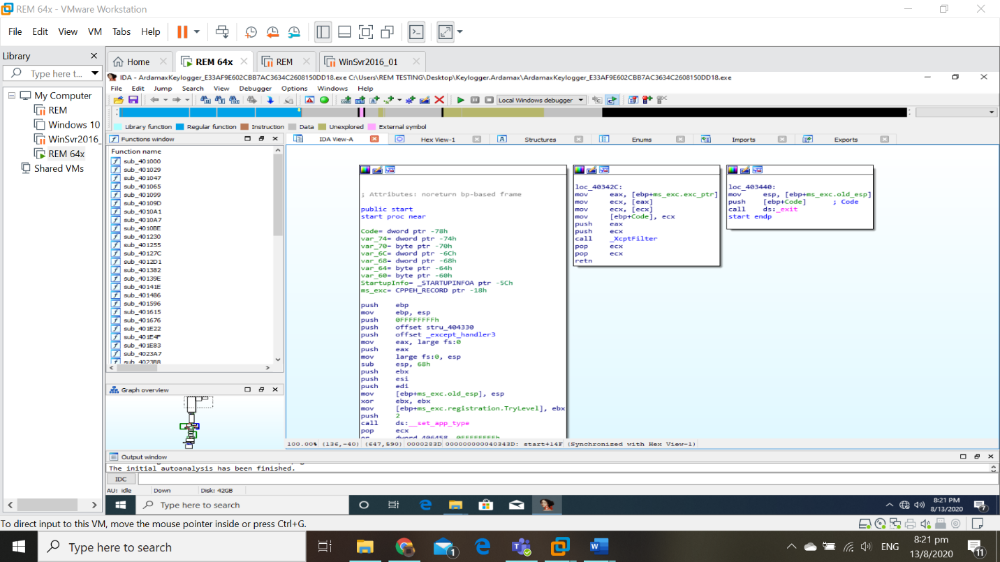 REM 64x - VMware Workstation
File Edit View VM Tabs Help
Library
Type here t...
My Computer
REM
Windows 10
WinSvr2016_
REM 64x
Shared VMs
Home
REM 64x
REM
WinSvr2016_01
IDA - ArdamaxKeylogger_E33AF9E602CBB7AC3634C2608150DD18.exe C:\Users\REM TESTING\Desktop\Keylogger.Ardamax\ArdamaxKeylogger_E33AF9E602CBB7AC3634C2608150DD18.exe
File Edit Jump Search View Debugger Options Windows Help
Local Windows debugger
Library function Regular function Instruction Data Unexplored External symbol
Functions window
Function name
sub_401000
sub_401029
sub_401047
sub_401065
sub_401099
sub_40109D
sub_4010A1
sub_4010A7
sub_4010BE
sub_401230
sub_401255
sub_40127C
sub_4012D1
sub_401382
sub_40139E
sub_40141E
sub_401486
sub_401596
sub_401615
sub_401676
sub_401E22
sub_401E4F
sub_401E83
sub_4023A7
sub_4023B8
Graph overview
IDA View-A Hex View-1 Structures Enums Imports Exports
; Attributes: noreturn bp-based frame
public start
start proc near
Code= dword ptr -78h
var_74= dword ptr -74h
var_70= byte ptr -70h
var_6C= dword ptr -6Ch
var_68= dword ptr -68h
var_64= byte ptr -64h
var_60= byte ptr -60h
StartupInfo= _STARTUPINFOA ptr -5Ch
ms_exc= CPPEH_RECORD ptr -18h
push ebp
mov ebp, esp
push 0FFFFFFFFh
push offset stru_404330
push offset _except_handler3
mov eax, large fs:0
push eax
mov large fs:0, esp
sub esp, 68h
push ebx
push esi
push edi
mov [ebp+ms_exc.old_esp], esp
xor ebx, ebx
mov [ebp+ms_exc.registration.TryLevel], ebx
push 2
call ds:__set_app_type
pop ecx
or dword_406458, 0FFFFFFFFh
loc_40342C:
mov eax, [ebp+ms_exc.exc_ptr]
mov ecx, [eax]
mov ecx, [ecx]
mov [ebp+Code], ecx
push eax
push ecx
call _XcptFilter
pop ecx
pop ecx
retn
loc_403440:
mov esp, [ebp+ms_exc.old_esp]
push [ebp+Code] ; Code
call ds:_exit
start endp
100.00% (136,-40) (647,590) 0000283D 000000000040343D: start+14F (Synchronized with Hex View-1)
Output window
The initial autoanalysis has been finished.
IDC
AU: idle Down Disk: 42GB
Type here to search
8:21 PM
8/13/2020
7
To direct input to this VM, move the mouse pointer inside or press Ctrl+G.
Type here to search
1
ENG
8:21 pm
13/8/2020
11